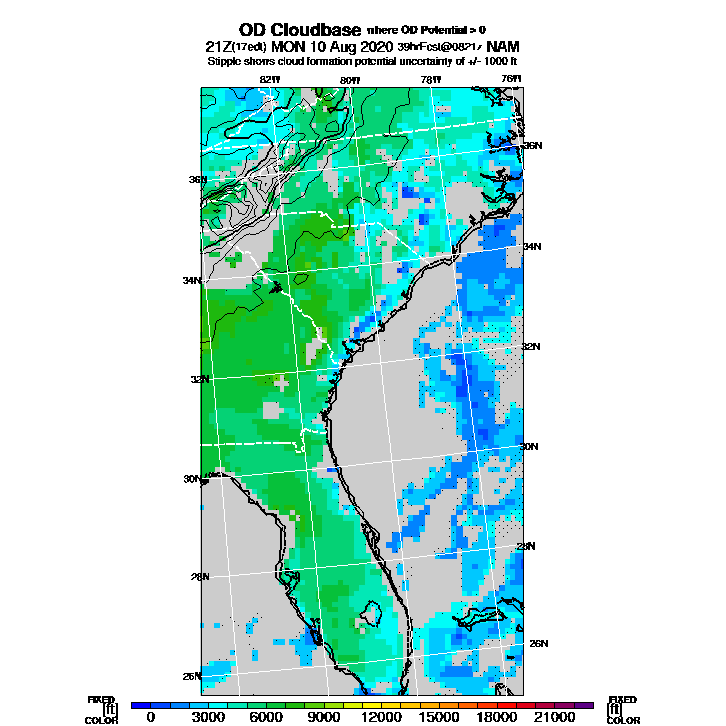 OD Cloudbase where OD Potential > 0
21Z(17edt) MON 10 Aug 2020 39hrFcst@0821z NAM
Stipple shows cloud formation potential uncertainty of +/- 1000 ft
82W 80W 78W 76W
36N 36N
34N 34N
32N 32N
30N 30N
28N 28N
26N 26N
FIXED FIXED
[ft] [ft]
COLOR 0 3000 6000 9000 12000 15000 18000 21000 COLOR